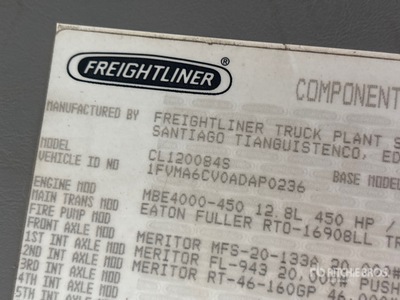 FREIGHTLINER ®
COMPONENT
MANUFACTURED BY FREIGHTLINER TRUCK PLANT S
SANTIAGO TIANGUISTENCO, ED
MODEL CL120084S
VEHICLE ID NO 1FVMA6CV0ADAP0236 BASE MODEL
ENGINE MOD MBE4000-450 12.8L 450 HP /
MAIN TRANS MOD EATON FULLER RTO-16908LL TR
FIRE PUMP MOD
FRONT AXLE MOD MERITOR MFS-20-133A 20,000#
1ST INT AXLE MOD MERITOR FL-943 20,000# PUSH
2ND INT AXLE MOD MERITOR RT-46-160GP
3RD INT AXLE MOD
4TH INT AXLE MOD
5TH INT AXLE MOD
rb
Ritchie Bros.